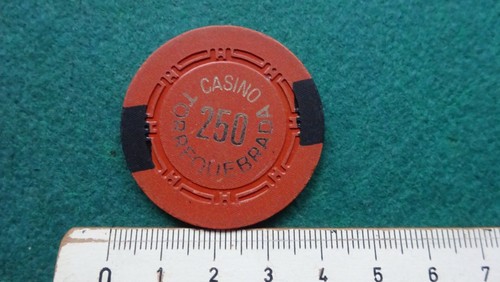 CASINO
250
TORREQUEBRADA
0 1 2 3 4 5 6 7